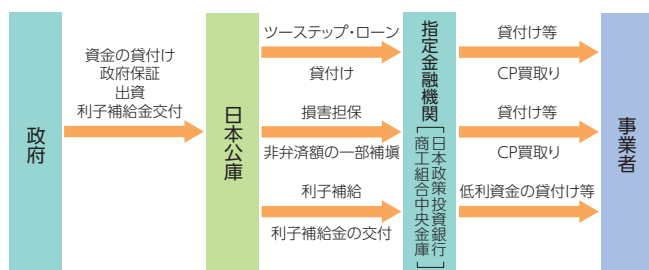 政府
資金の貸付け
政府保証
出資
利子補給金交付
日本公庫
ツーステップ・ローン
貸付け
損害担保
非弁済額の一部補塡
利子補給
利子補給金の交付
指定金融機関
[日本政策投資銀行
商工組合中央金庫]
貸付け等
CP買取り
貸付け等
CP買取り
低利資金の貸付け等
事業者